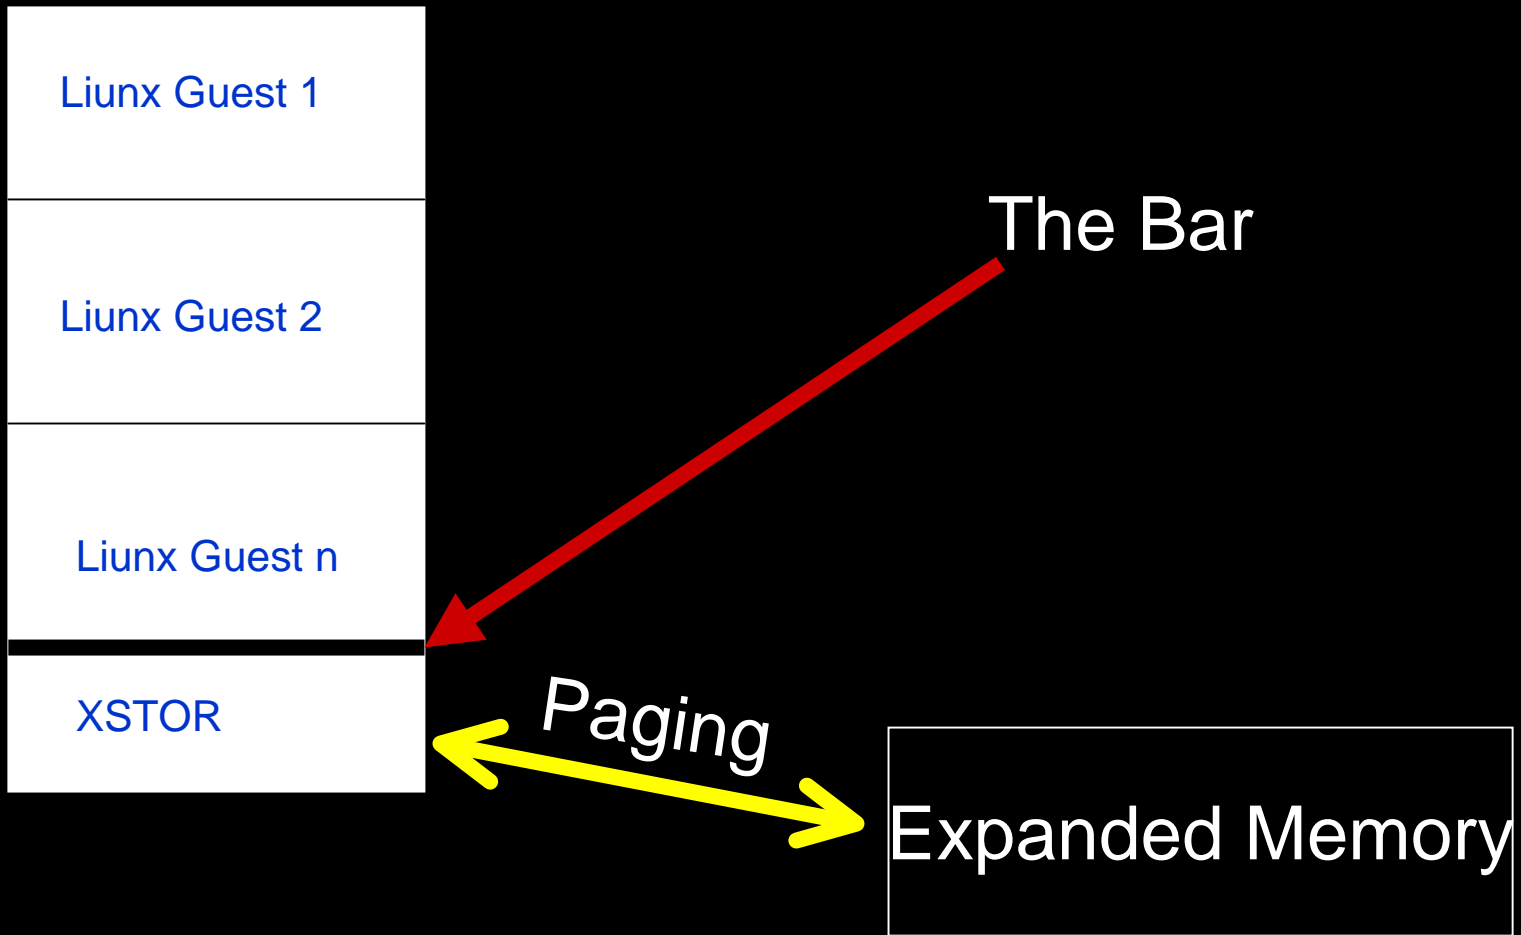 Liunx Guest 1
The Bar
Liunx Guest 2
Liunx Guest n
XSTOR
Paging
Expanded Memory